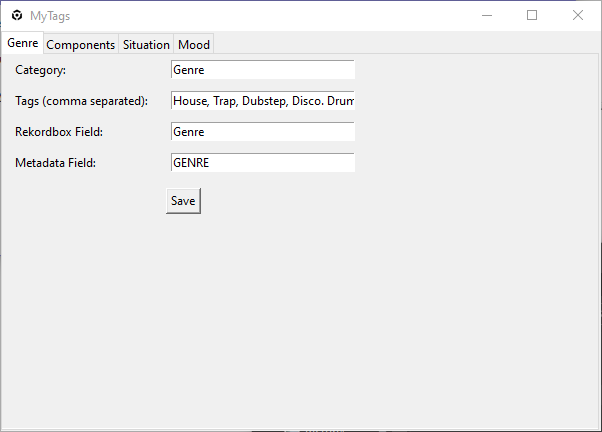 MyTags
Genre Components Situation Mood
Category: Genre
Tags (comma separated): House, Trap, Dubstep, Disco. Drum
Rekordbox Field: Genre
Metadata Field: GENRE
Save